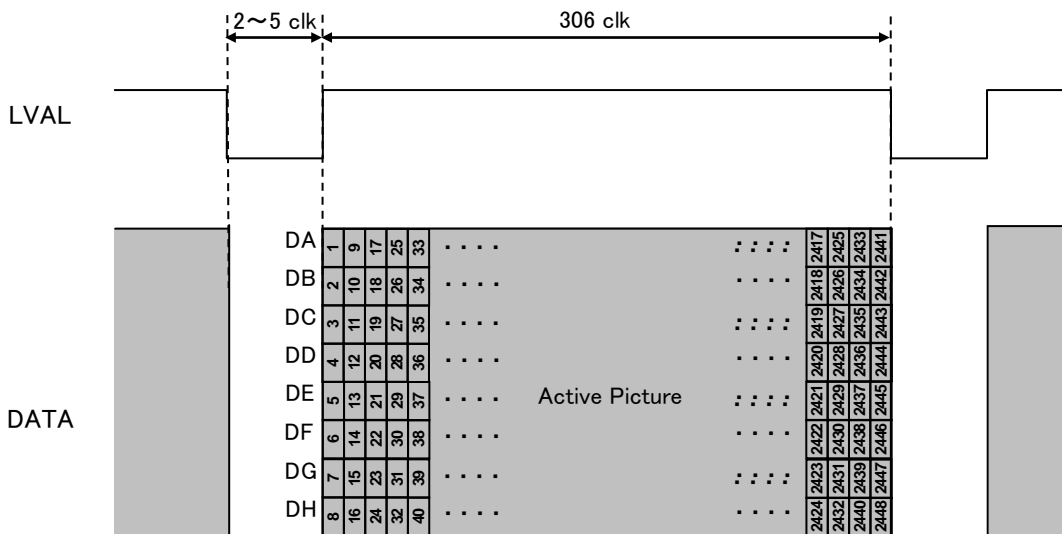 2～5 clk 306 clk
LVAL
DATA
DA 1 9 17 25 33 ････ ････ 2417 2425 2433 2441
DB 2 10 18 26 34 ････ ････ 2418 2426 2434 2442
DC 3 11 19 27 35 ････ ････ 2419 2427 2435 2443
DD 4 12 20 28 36 ････ ････ 2420 2428 2436 2444
DE 5 13 21 29 37 ････ Active Picture ････ 2421 2429 2437 2445
DF 6 14 22 30 38 ････ ････ 2422 2430 2438 2446
DG 7 15 23 31 39 ････ ････ 2423 2431 2439 2447
DH 8 16 24 32 40 ････ ････ 2424 2432 2440 2448